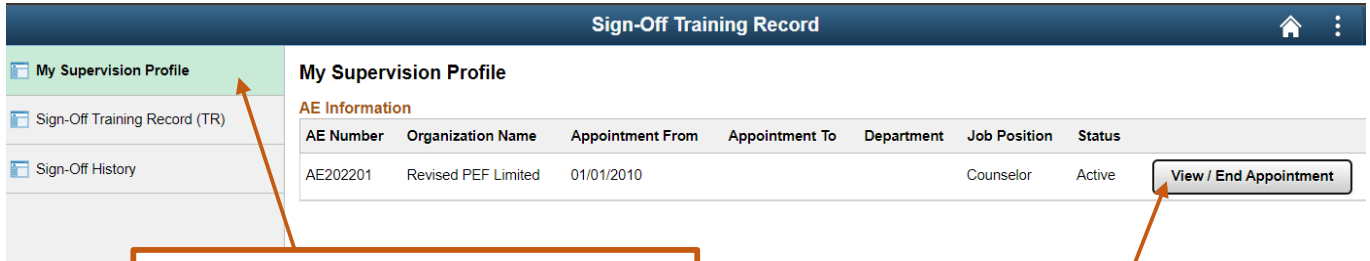 Sign-Off Training Record
My Supervision Profile
Sign-Off Training Record (TR)
Sign-Off History
My Supervision Profile
AE Information
AE Number Organization Name Appointment From Appointment To Department Job Position Status
AE202201 Revised PEF Limited 01/01/2010 Counselor Active View / End Appointment